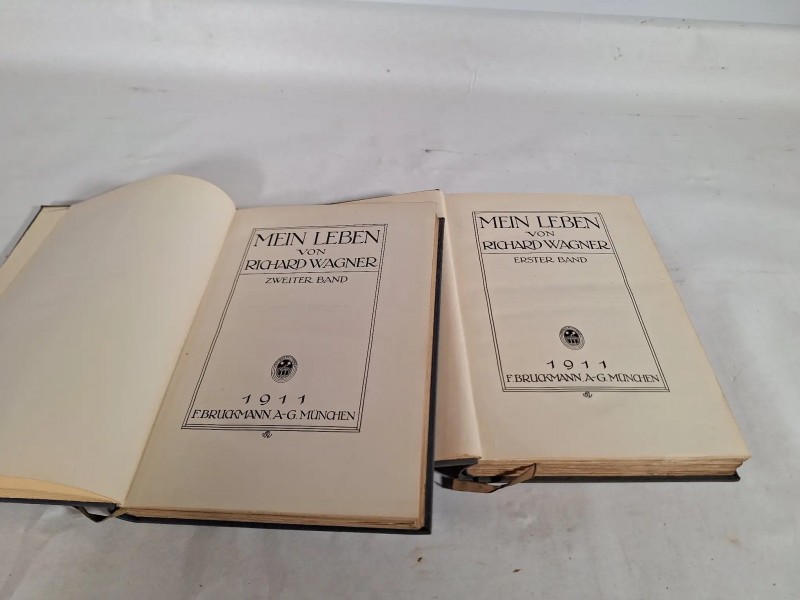 MEIN LEBEN
VON
RICHARD WAGNER
ZWEITER BAND
1911
F. BRUCKMANN, A-G. MÜNCHEN
MEIN LEBEN
VON
RICHARD WAGNER
ERSTER BAND
1911
F. BRUCKMANN, A-G. MÜNCHEN